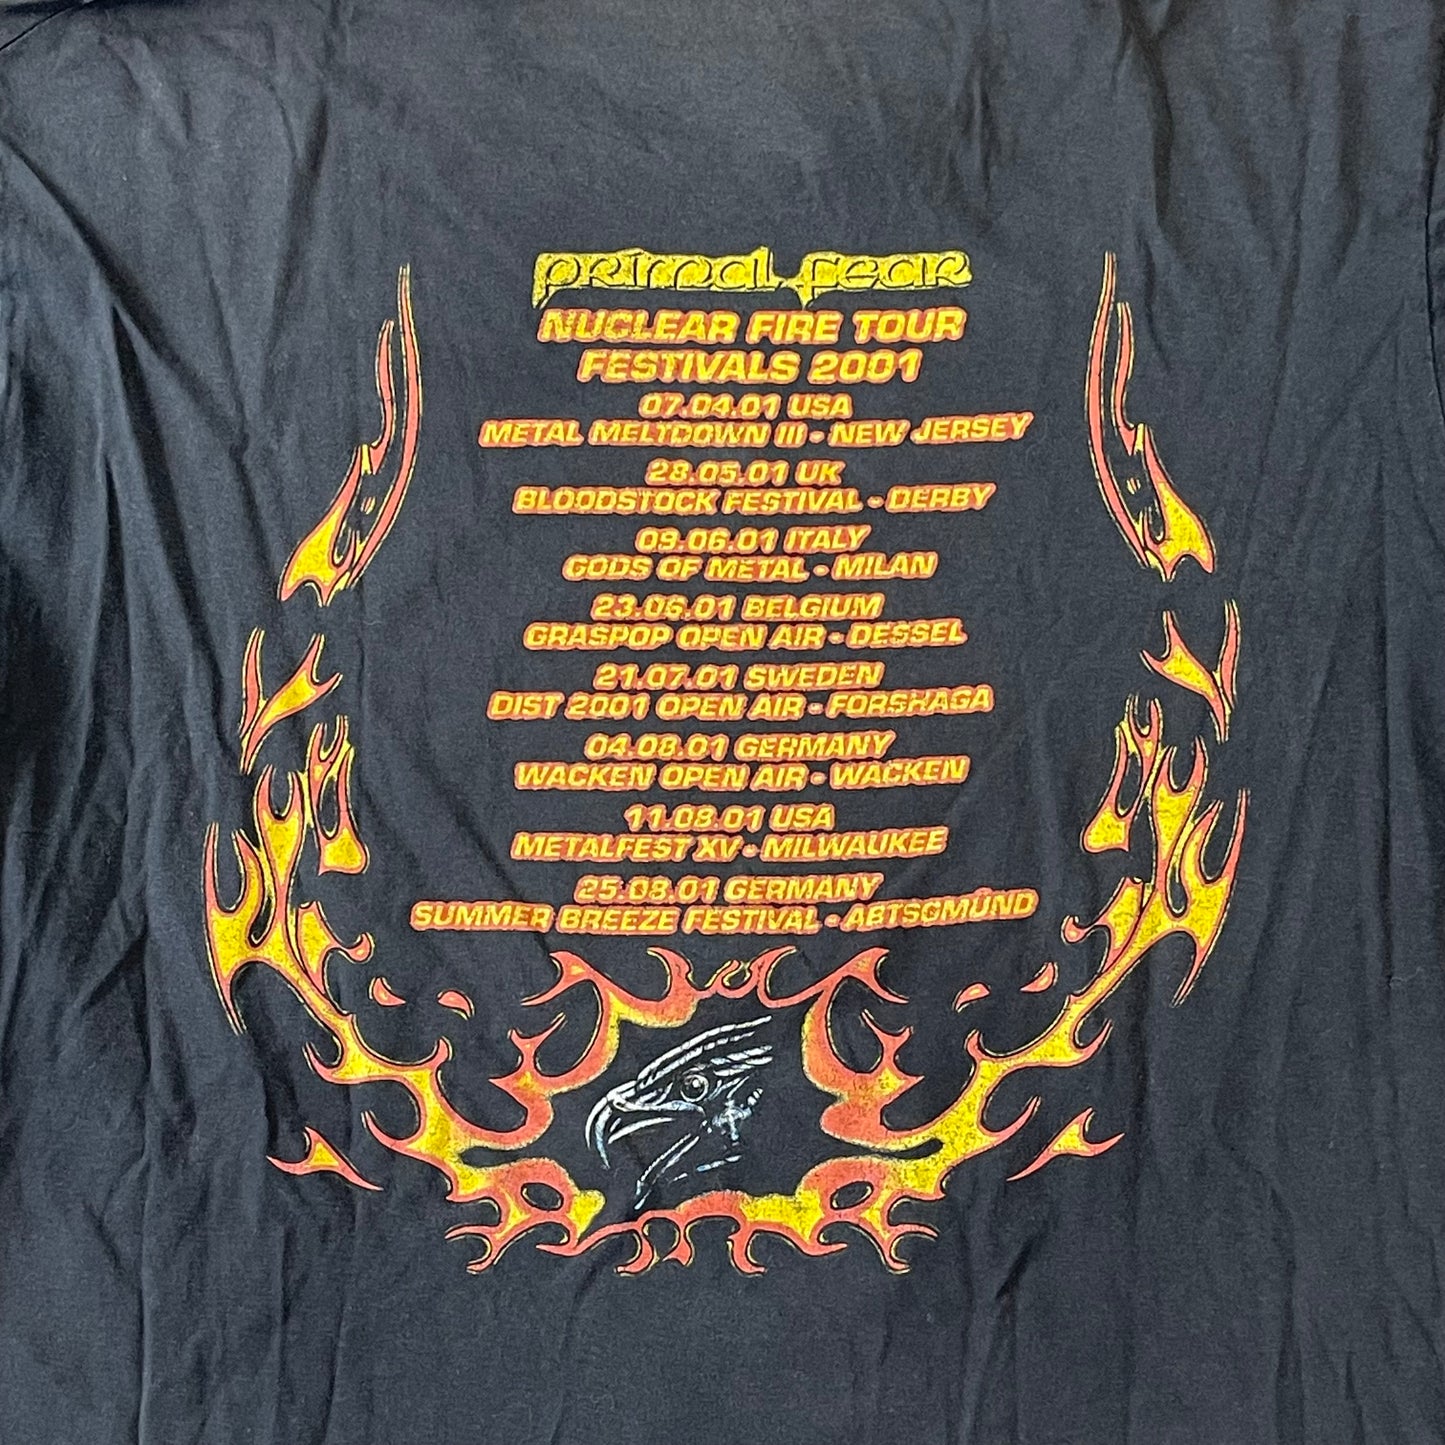 PRIMAL FEAR
NUCLEAR FIRE TOUR
FESTIVALS 2001
07.04.01 USA
METAL MELTDOWN III - NEW JERSEY
28.05.01 UK
BLOODSTOCK FESTIVAL - DERBY
09.06.01 ITALY
GODS OF METAL - MILAN
23.06.01 BELGIUM
GRASPOP OPEN AIR - DESSEL
21.07.01 SWEDEN
DIST 2001 OPEN AIR - FORSHAGA
04.08.01 GERMANY
WACKEN OPEN AIR - WACKEN
11.08.01 USA
METALFEST XV - MILWAUKEE
25.08.01 GERMANY
SUMMER BREEZE FESTIVAL - ABTSGMÜND